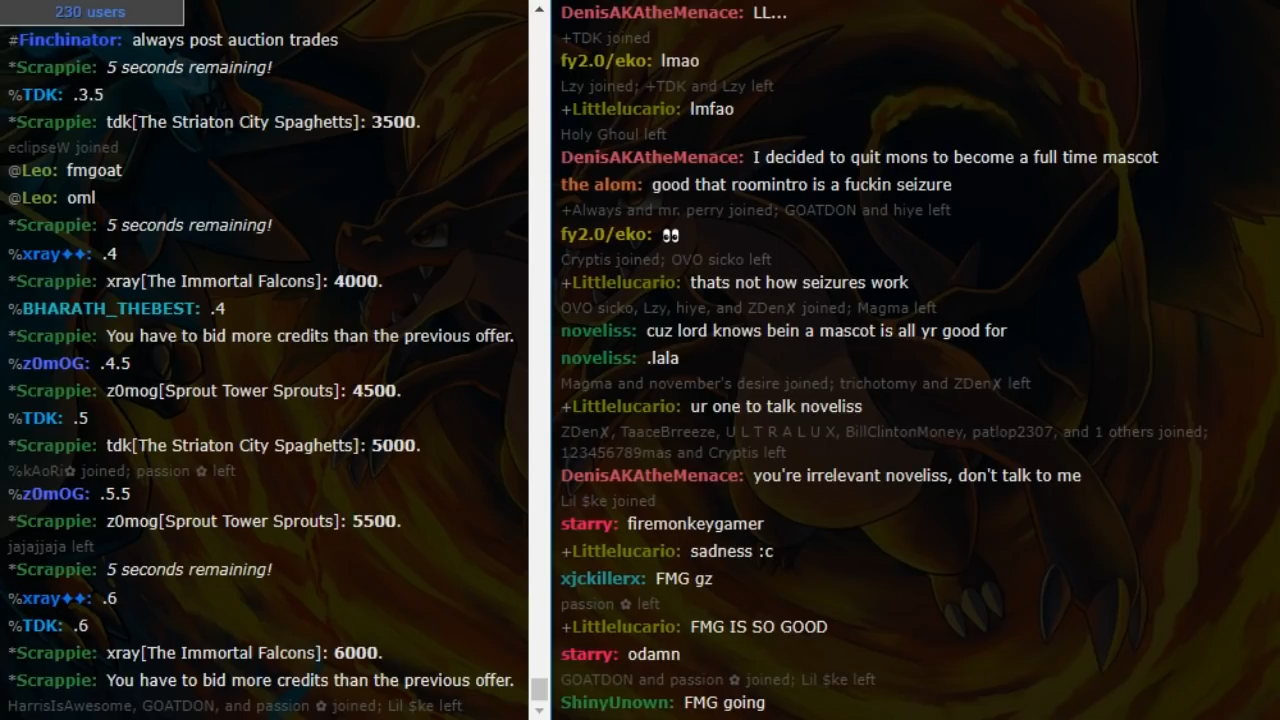 230 users
#Finchinator: always post auction trades
*Scrappie: 5 seconds remaining!
%TDK: .3.5
*Scrappie: tdk[The Striaton City Spaghetts]: 3500.
eclipseW joined
@Leo: fmgoat
@Leo: oml
*Scrappie: 5 seconds remaining!
%xray✦✦: .4
*Scrappie: xray[The Immortal Falcons]: 4000.
%BHARATH_THEBEST: .4
*Scrappie: You have to bid more credits than the previous offer.
%z0mOG: .4.5
*Scrappie: z0mog[Sprout Tower Sprouts]: 4500.
%TDK: .5
*Scrappie: tdk[The Striaton City Spaghetts]: 5000.
%kAoRi✿ joined; passion ✿ left
%z0mOG: .5.5
*Scrappie: z0mog[Sprout Tower Sprouts]: 5500.
jajajjaja left
*Scrappie: 5 seconds remaining!
%xray✦✦: .6
%TDK: .6
*Scrappie: xray[The Immortal Falcons]: 6000.
*Scrappie: You have to bid more credits than the previous offer.
HarrisIsAwesome, GOATDON, and passion ✿ joined; Lil $ke left
DenisAKAtheMenace: LL...
+TDK joined
fy2.0/eko: lmao
Lzy joined; +TDK and Lzy left
+Littlelucario: lmfao
Holy Ghoul left
DenisAKAtheMenace: I decided to quit mons to become a full time mascot
the alom: good that roomintro is a fuckin seizure
+Always and mr. perry joined; GOATDON and hiye left
fy2.0/eko: 👀
Cryptis joined; OVO sicko left
+Littlelucario: thats not how seizures work
OVO sicko, Lzy, hiye, and ZDenꓫ joined; Magma left
noveliss: cuz lord knows bein a mascot is all yr good for
noveliss: .lala
Magma and november's desire joined; trichotomy and ZDenꓫ left
+Littlelucario: ur one to talk noveliss
ZDenꓫ, TaaceBrreeze, U L T R A L U X, BillClintonMoney, patlop2307, and 1 others joined;
123456789mas and Cryptis left
DenisAKAtheMenace: you're irrelevant noveliss, don't talk to me
Lil $ke joined
starry: firemonkeygamer
+Littlelucario: sadness :c
xjckillerx: FMG gz
passion ✿ left
+Littlelucario: FMG IS SO GOOD
starry: odamn
GOATDON and passion ✿ joined; Lil $ke left
ShinyUnown: FMG going